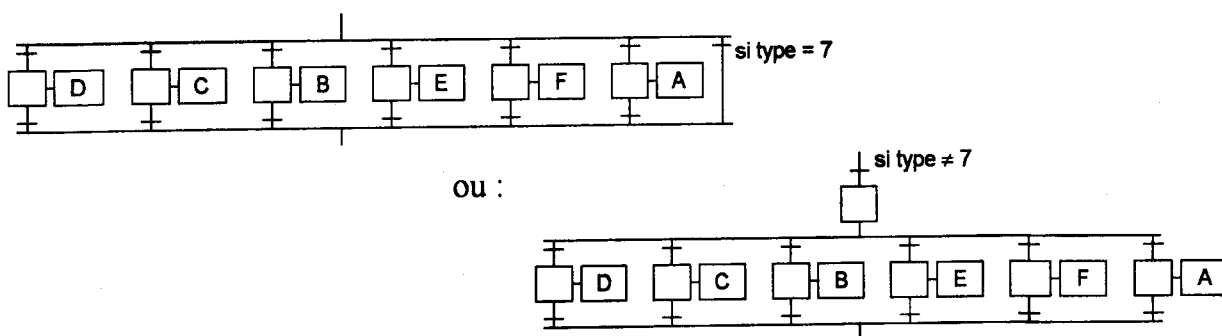 si type = 7
D C B E F A
ou :
si type ≠ 7
D C B E F A